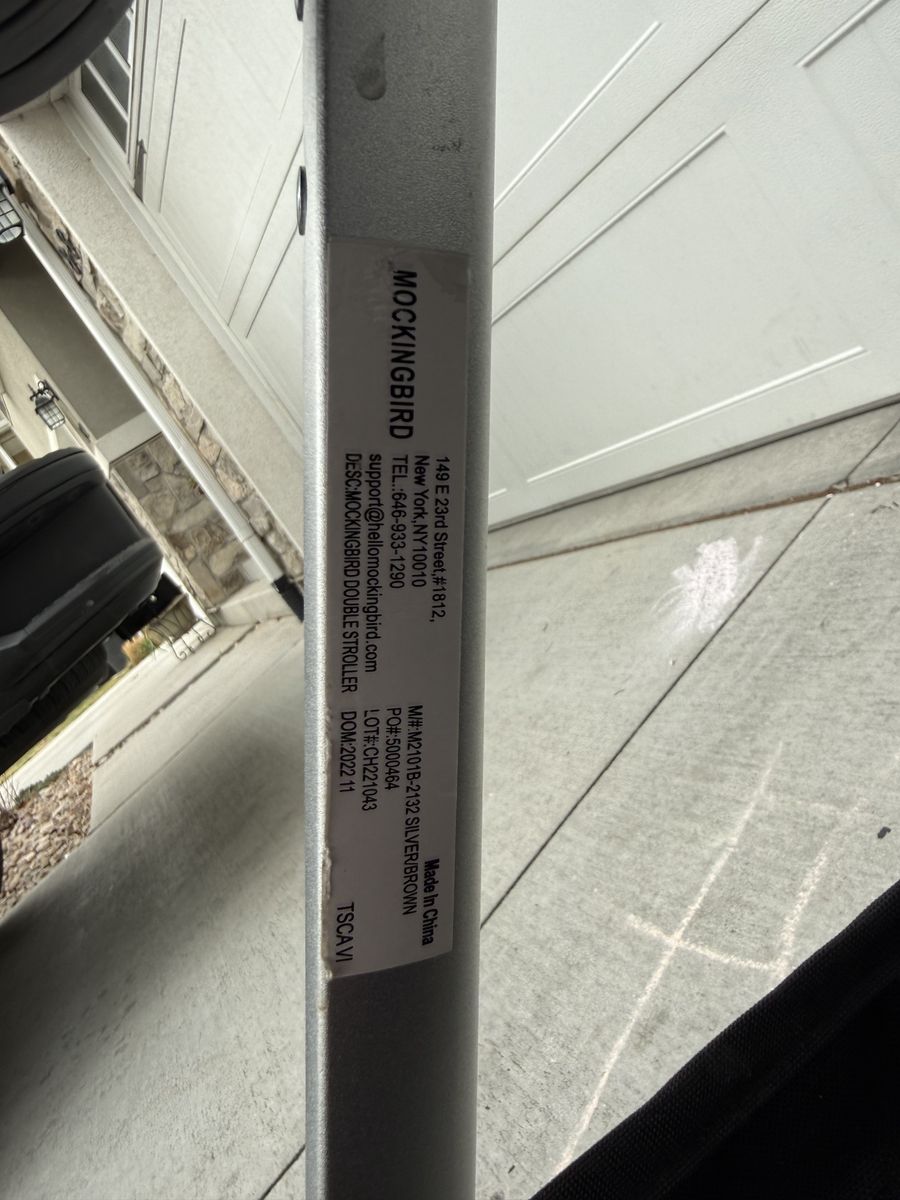 MOCKINGBIRD
149 E 23rd Street,#1812,
New York,NY10010
TEL.:646-933-1290
support@hellomockingbird.com
DESC:MOCKINGBIRD DOUBLE STROLLER
Made In China
M/#:M2101B-2132 SILVER/BROWN
PO#:5000464
LOT#:CH221043
DOM:2022 11
TSCA VI